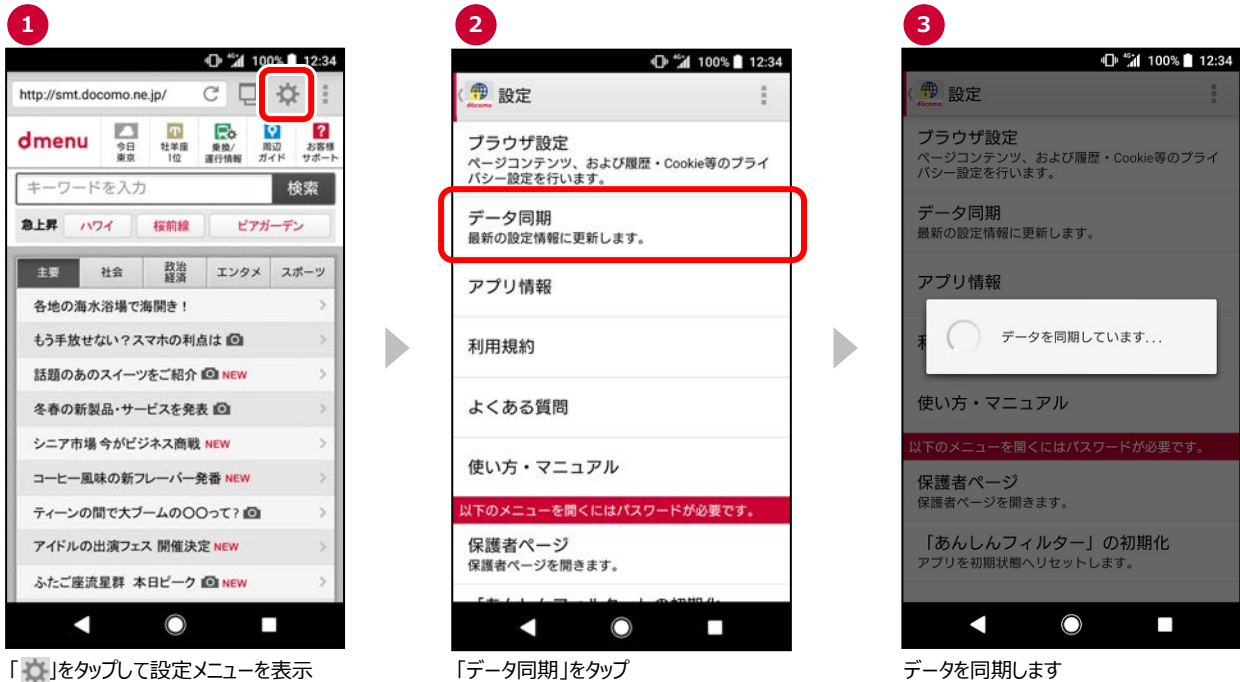 1
100% 12:34
http://smt.docomo.ne.jp/
dmenu
今日
東京
牡羊座
1位
乗換/
運行情報
周辺
ガイド
お客様
サポート
キーワードを入力
検索
急上昇 ハワイ 桜前線 ビアガーデン
主要 社会 政治
経済 エンタメ スポーツ
各地の海水浴場で海開き！
もう手放せない？スマホの利点は
話題のあのスイーツをご紹介 NEW
冬春の新製品・サービスを発表
シニア市場 今がビジネス商戦 NEW
コーヒー風味の新フレーバー発番 NEW
ティーンの間で大ブームの〇〇って？
アイドルの出演フェス 開催決定 NEW
ふたご座流星群 本日ピーク NEW
「 」をタップして設定メニューを表示
2
4G 100% 12:34
docomo
設定
ブラウザ設定
ページコンテンツ、および履歴・Cookie等のプライ
バシー設定を行います。
データ同期
最新の設定情報に更新します。
アプリ情報
利用規約
よくある質問
使い方・マニュアル
以下のメニューを開くにはパスワードが必要です。
保護者ページ
保護者ページを開きます。
「データ同期」をタップ
3
4G 100% 12:34
docomo
設定
ブラウザ設定
ページコンテンツ、および履歴・Cookie等のプライ
バシー設定を行います。
データ同期
最新の設定情報に更新します。
アプリ情報
データを同期しています...
使い方・マニュアル
以下のメニューを開くにはパスワードが必要です。
保護者ページ
保護者ページを開きます。
「あんしんフィルター」の初期化
アプリを初期状態へリセットします。
データを同期します